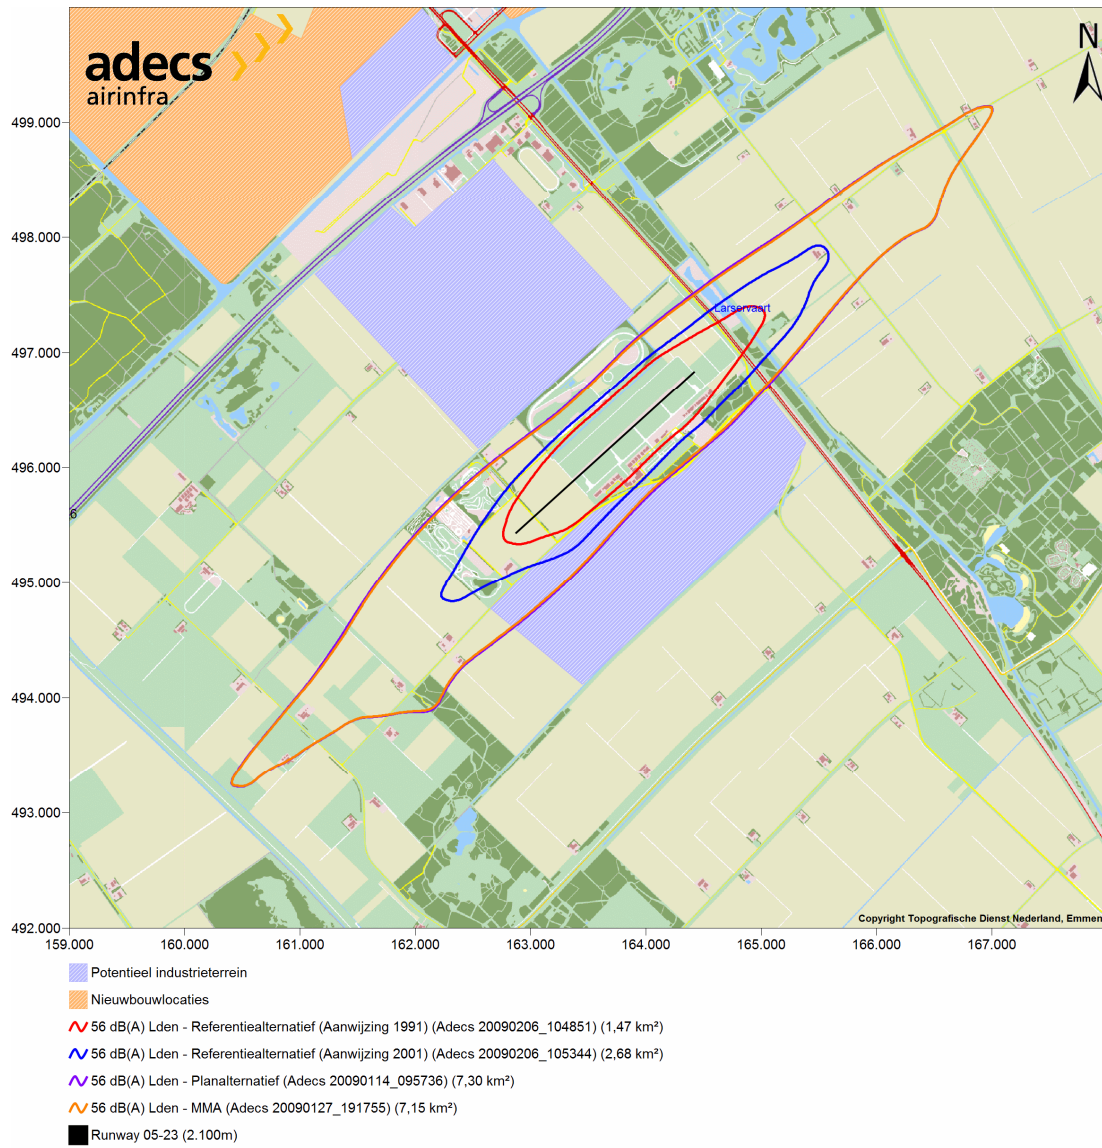 adecs
airinfra
N
499.000
498.000
497.000
Larservaart
496.000
6
495.000
494.000
493.000
Copyright Topografische Dienst Nederland, Emmen
492.000
159.000 160.000 161.000 162.000 163.000 164.000 165.000 166.000 167.000
Potentieel industrieterrein
Nieuwbouwlocaties
56 dB(A) Lden - Referentiealternatief (Aanwijzing 1991) (Adecs 20090206_104851) (1,47 km²)
56 dB(A) Lden - Referentiealternatief (Aanwijzing 2001) (Adecs 20090206_105344) (2,68 km²)
56 dB(A) Lden - Planalternatief (Adecs 20090114_095736) (7,30 km²)
56 dB(A) Lden - MMA (Adecs 20090127_191755) (7,15 km²)
Runway 05-23 (2.100m)